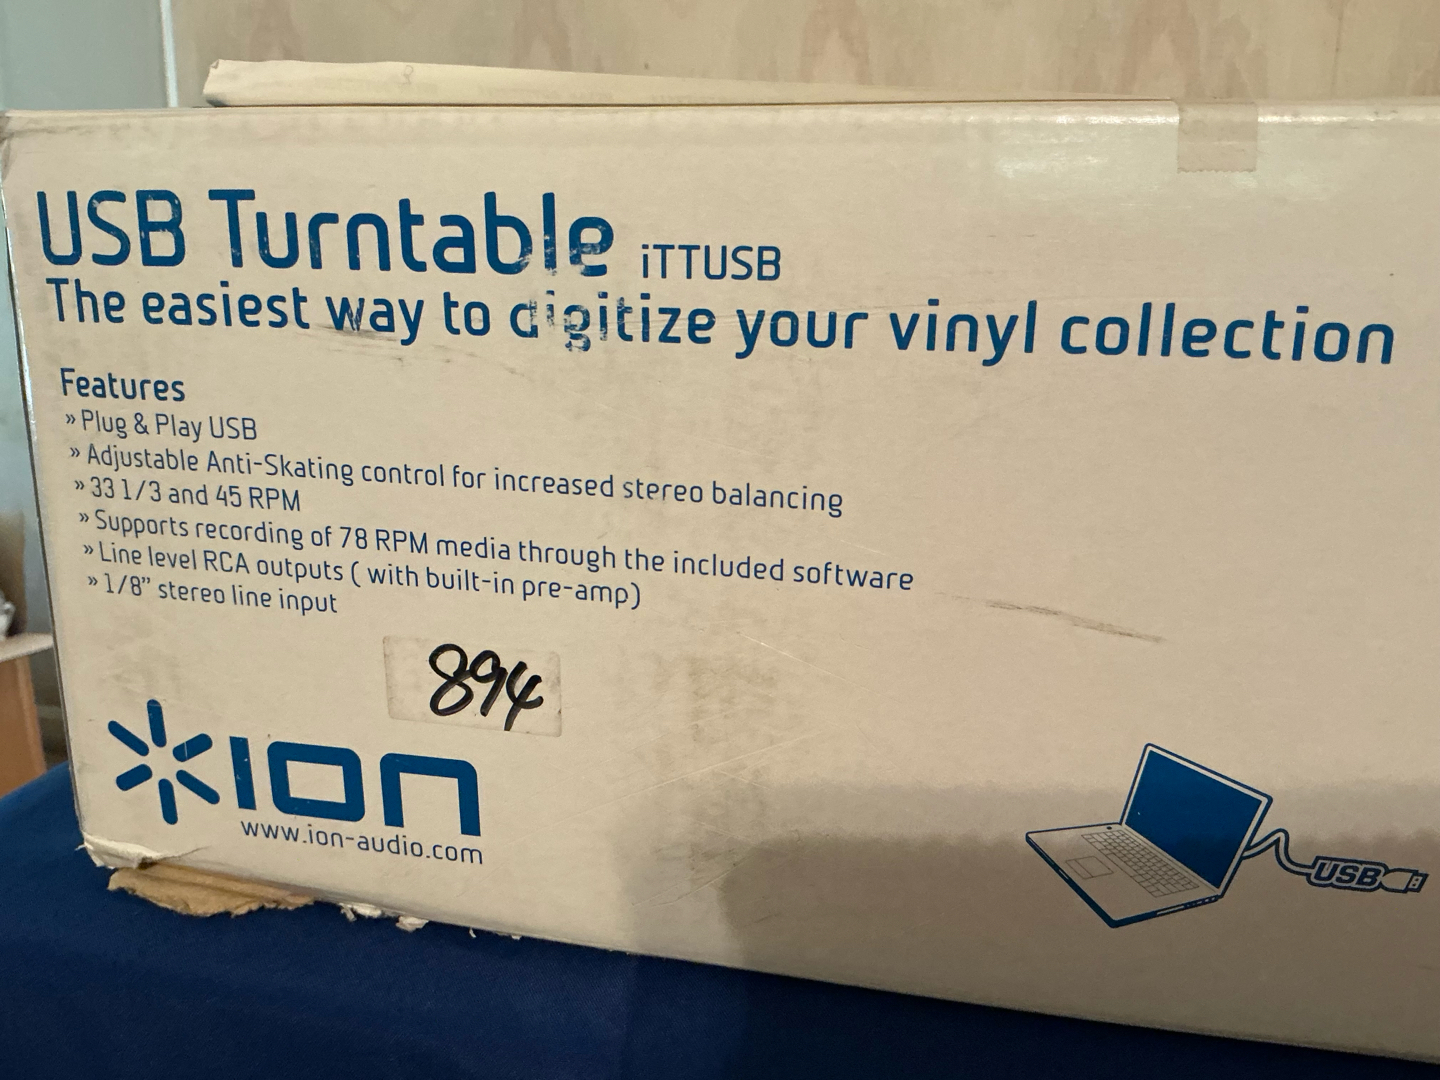 USB Turntable iTTUSB
The easiest way to digitize your vinyl collection
Features
» Plug & Play USB
» Adjustable Anti-Skating control for increased stereo balancing
» 33 1/3 and 45 RPM
» Supports recording of 78 RPM media through the included software
» Line level RCA outputs ( with built-in pre-amp)
» 1/8” stereo line input
894
ion
www.ion-audio.com
USB